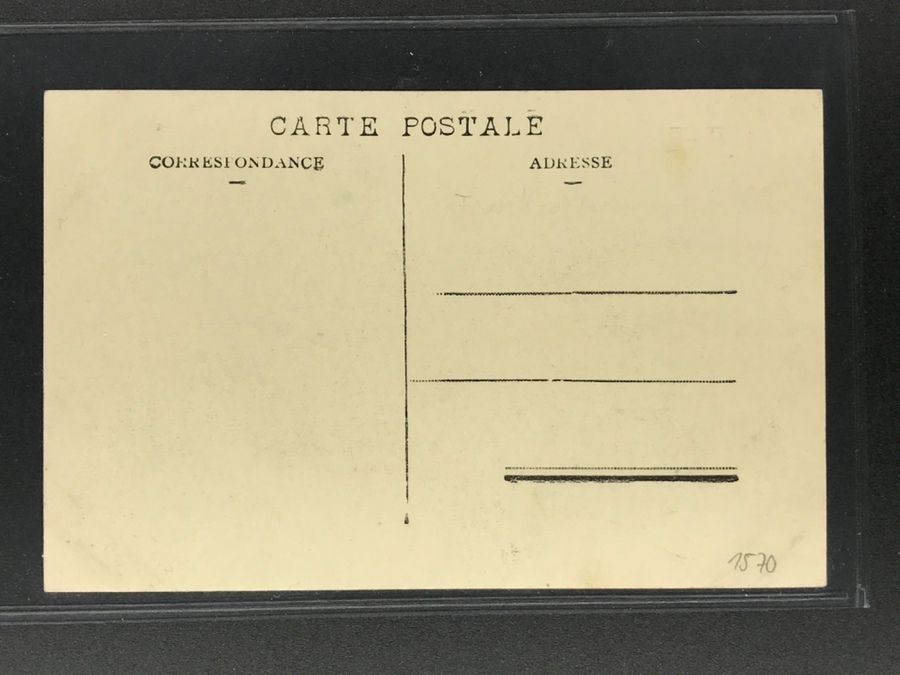 CARTE POSTALE
CORRESPONDANCE
ADRESSE
1570